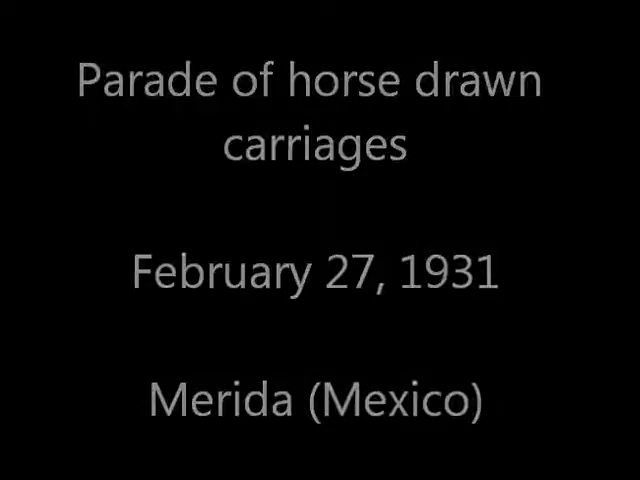 Parade of horse drawn
carriages
February 27, 1931
Merida (Mexico)